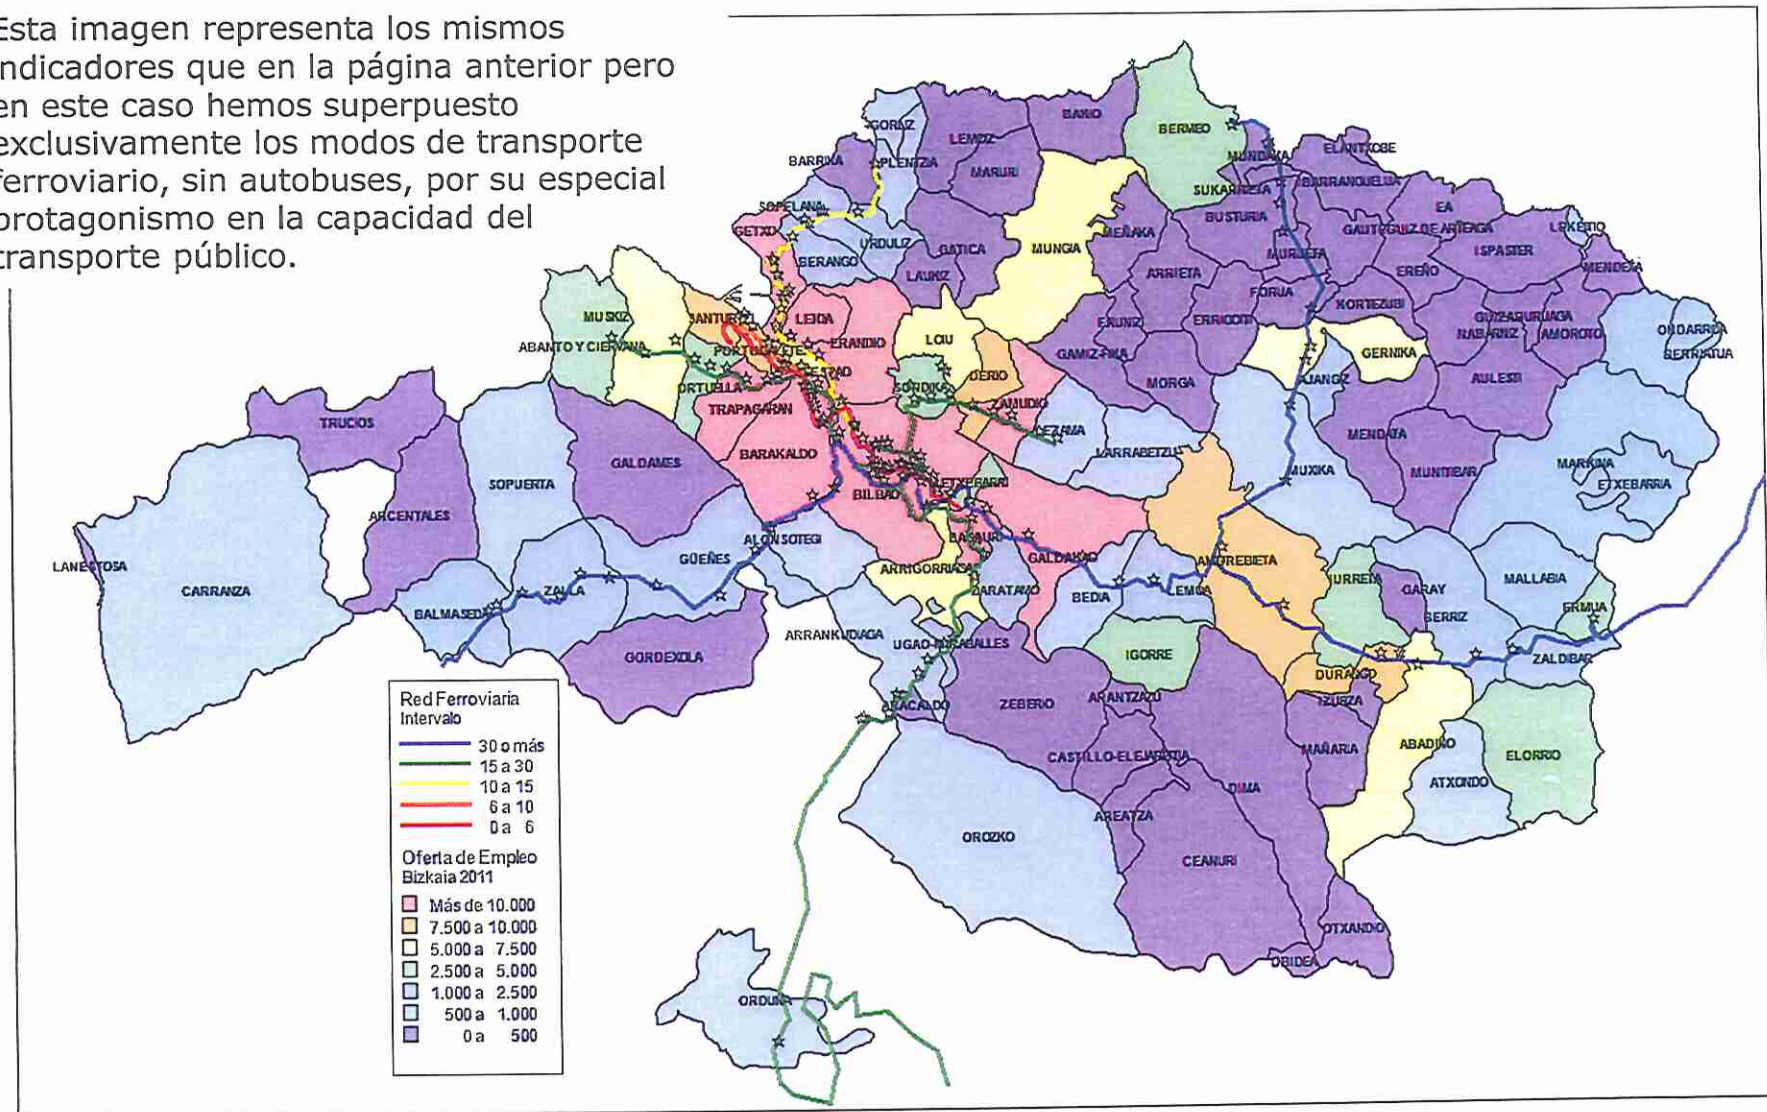 Esta imagen representa los mismos
indicadores que en la página anterior pero
en este caso hemos superpuesto
exclusivamente los modos de transporte
ferroviario, sin autobuses, por su especial
protagonismo en la capacidad del
transporte público.
BAKIO
BERMEO
GORLIZ
LEMOIZ
ELANTXOBE
BARRIKA
PLENTZIA
MUNDAKA
MARURI
IBARRANGUELUA
SUKARRIETA
SOPELANA
EA
BUSTURIA
GETXO
MEÑAKA
GAUTEGUIZ DE ARTEAGA
LEKEITIO
URDULIZ
GATICA
MUNGIA
ISPASTER
MURUETA
BERANGO
MENDEXA
LAUKIZ
ARRIETA
EREÑO
FORUA
KORTEZUBI
MUSKIZ
SANTURTZI
LEIOA
FRUNIZ
ERRIGOITI
GUIZABURUAGA
NABARNIZ
AMOROTO
ONDARROA
ABANTO Y CIERVANA
PORTUGALETE
ERANDIO
LOIU
GAMIZ-FIKA
GERNIKA
BERRIATUA
SESTAO
DERIO
AJANGIZ
AULESTI
ORTUELLA
SONDIKA
MORGA
TRAPAGARAN
ZAMUDIO
TRUCIOS
LEZAMA
MENDATA
BARAKALDO
LARRABETZU
GALDAMES
MUXIKA
MUNITIBAR
MARKINA
SOPUERTA
ETXEBARRI
ETXEBARRIA
BILBAO
ARCENTALES
ALONSOTEGI
BASAURI
GALDAKAO
AMOREBIETA
GÜEÑES
LANESTOSA
ARRIGORRIAGA
IURRETA
MALLABIA
CARRANZA
ZALLA
ZARATAMO
BEDIA
LEMOA
GARAY
BALMASEDA
BERRIZ
ERMUA
ARRANKUDIAGA
UGAO-MIRABALLES
GORDEXOLA
IGORRE
ZALDIBAR
DURANGO
ARACALDO
ZEBERIO
ARANTZAZU
IZURZA
CASTILLO-ELEJABEITIA
MAÑARIA
ABADIÑO
ELORRIO
DIMA
ATXONDO
AREATZA
OROZKO
CEANURI
OTXANDIO
UBIDEA
ORDUÑA
Red Ferroviaria
Intervalo
30 o más
15 a 30
10 a 15
6 a 10
0 a 6
Oferta de Empleo
Bizkaia 2011
Más de 10.000
7.500 a 10.000
5.000 a 7.500
2.500 a 5.000
1.000 a 2.500
500 a 1.000
0 a 500